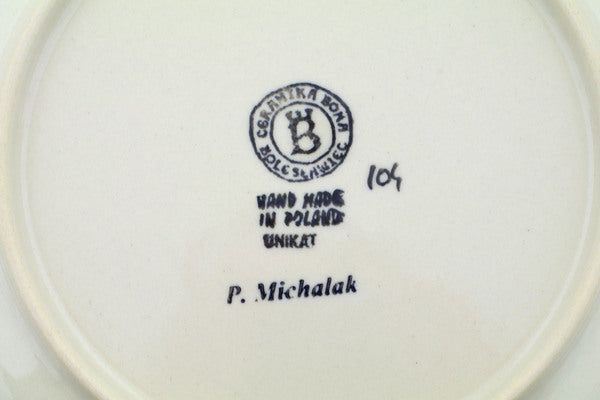 CERAMIKA BONA
BOLESŁAWIEC
B
104
HAND MADE
IN POLAND
UNIKAT
P. Michalak